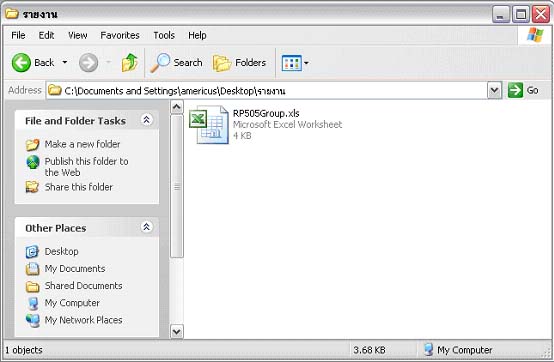 รายงาน
File Edit View Favorites Tools Help
Back Search Folders
Address C:\Documents and Settings\americus\Desktop\รายงาน Go
File and Folder Tasks
Make a new folder
Publish this folder to
the Web
Share this folder
Other Places
Desktop
My Documents
Shared Documents
My Computer
My Network Places
RP505Group.xls
Microsoft Excel Worksheet
4 KB
1 objects 3.68 KB My Computer